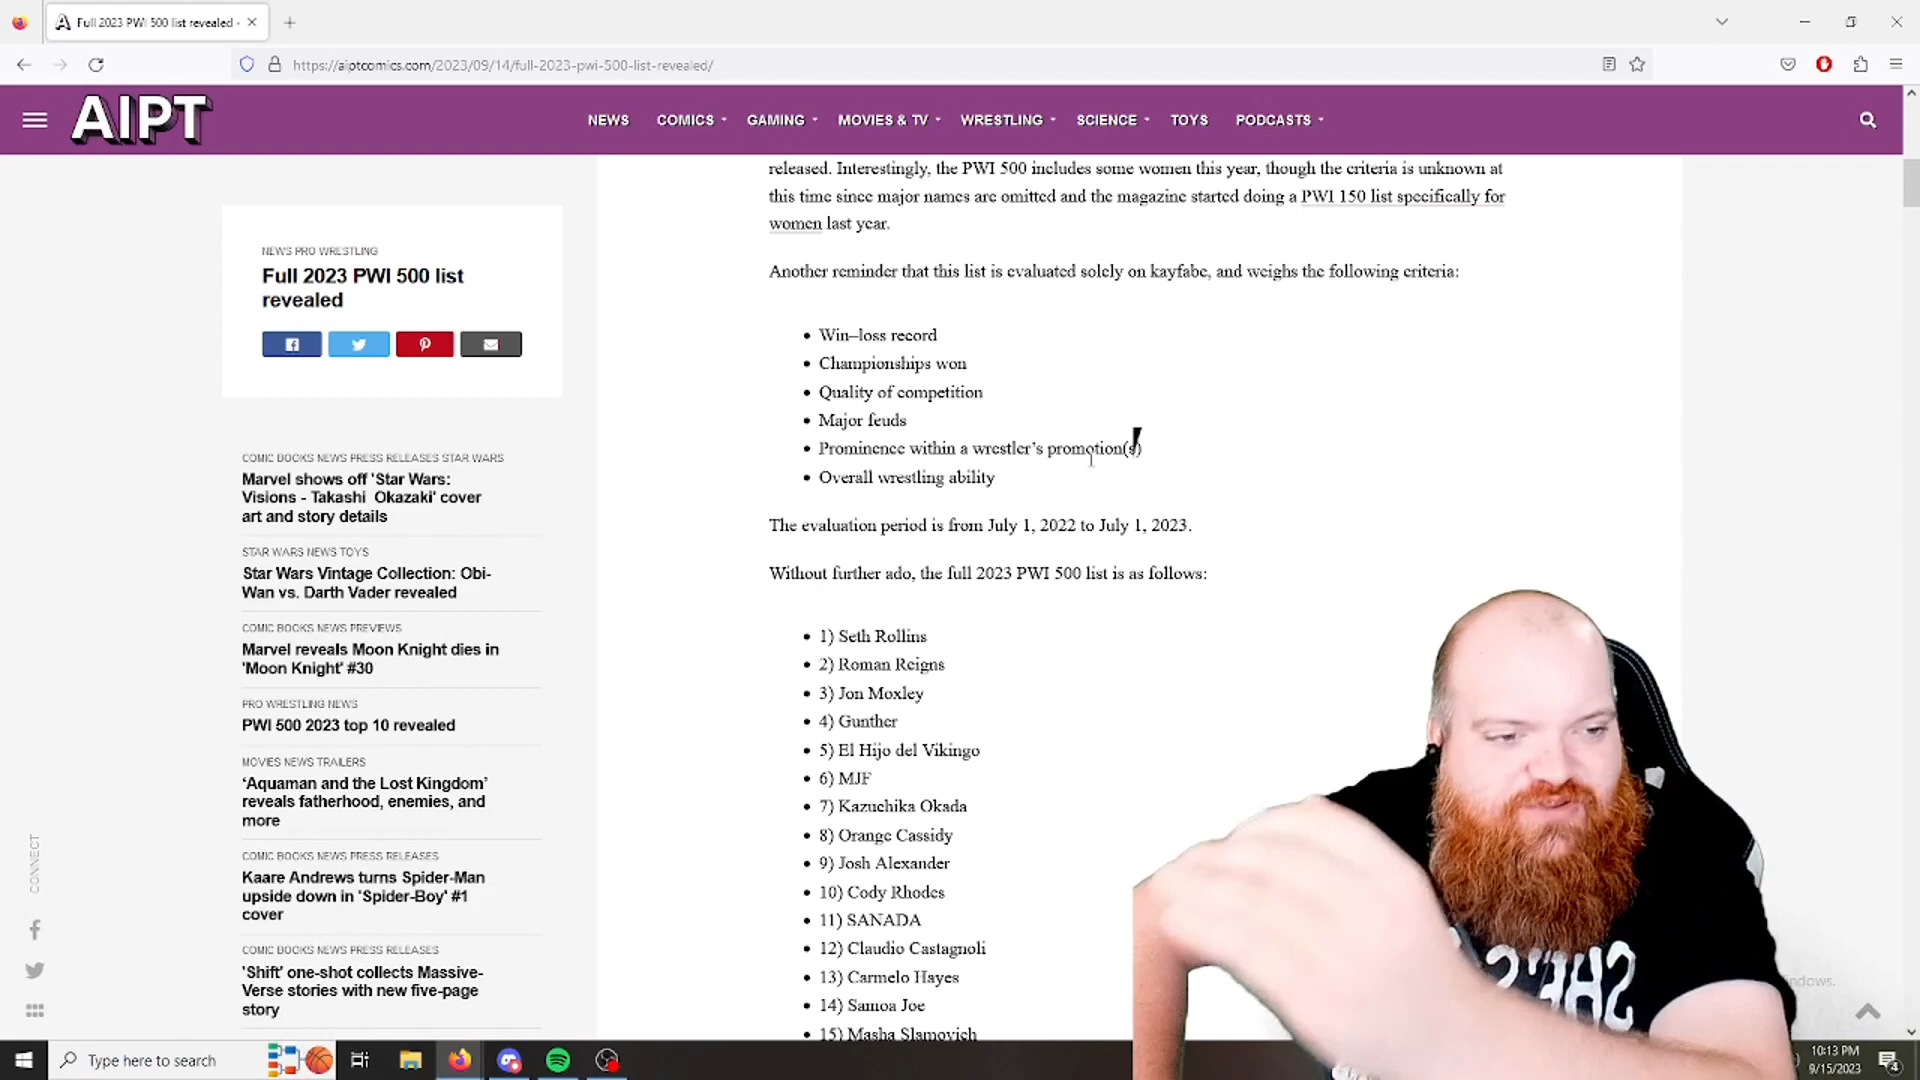 Full 2023 PWI 500 list revealed -
https://aiptcomics.com/2023/09/14/full-2023-pwi-500-list-revealed/
AIPT
NEWS
COMICS
GAMING
MOVIES & TV
WRESTLING
SCIENCE
TOYS
PODCASTS
NEWS PRO WRESTLING
Full 2023 PWI 500 list
revealed
COMIC BOOKS NEWS PRESS RELEASES STAR WARS
Marvel shows off 'Star Wars:
Visions - Takashi Okazaki' cover
art and story details
STAR WARS NEWS TOYS
Star Wars Vintage Collection: Obi-
Wan vs. Darth Vader revealed
COMIC BOOKS NEWS PREVIEWS
Marvel reveals Moon Knight dies in
'Moon Knight' #30
PRO WRESTLING NEWS
PWI 500 2023 top 10 revealed
MOVIES NEWS TRAILERS
‘Aquaman and the Lost Kingdom’
reveals fatherhood, enemies, and
more
COMIC BOOKS NEWS PRESS RELEASES
Kaare Andrews turns Spider-Man
upside down in 'Spider-Boy' #1
cover
COMIC BOOKS NEWS PRESS RELEASES
'Shift' one-shot collects Massive-
Verse stories with new five-page
story
CONNECT
released. Interestingly, the PWI 500 includes some women this year, though the criteria is unknown at
this time since major names are omitted and the magazine started doing a PWI 150 list specifically for
women last year.
Another reminder that this list is evaluated solely on kayfabe, and weighs the following criteria:
• Win–loss record
• Championships won
• Quality of competition
• Major feuds
• Prominence within a wrestler’s promotion(s)
• Overall wrestling ability
The evaluation period is from July 1, 2022 to July 1, 2023.
Without further ado, the full 2023 PWI 500 list is as follows:
• 1) Seth Rollins
• 2) Roman Reigns
• 3) Jon Moxley
• 4) Gunther
• 5) El Hijo del Vikingo
• 6) MJF
• 7) Kazuchika Okada
• 8) Orange Cassidy
• 9) Josh Alexander
• 10) Cody Rhodes
• 11) SANADA
• 12) Claudio Castagnoli
• 13) Carmelo Hayes
• 14) Samoa Joe
• 15) Masha Slamovich
Type here to search
10:13 PM
9/15/2023
4